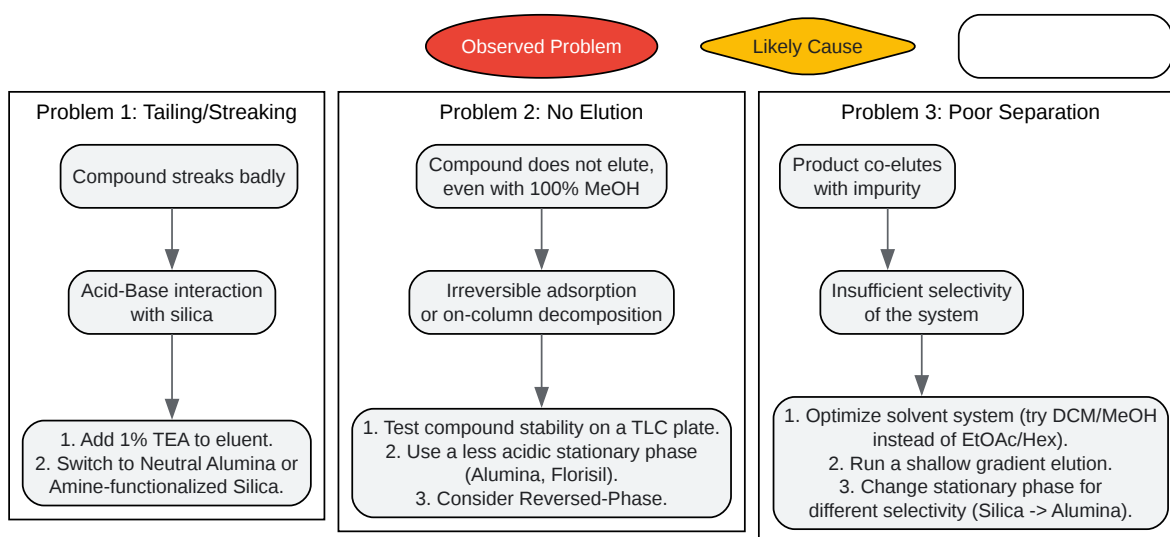 Observed Problem
Likely Cause
Problem 1: Tailing/Streaking
Compound streaks badly
Acid-Base interaction
with silica
1. Add 1% TEA to eluent.
2. Switch to Neutral Alumina or
Amine-functionalized Silica.
Problem 2: No Elution
Compound does not elute,
even with 100% MeOH
Irreversible adsorption
or on-column decomposition
1. Test compound stability on a TLC plate.
2. Use a less acidic stationary phase
(Alumina, Florisil).
3. Consider Reversed-Phase.
Problem 3: Poor Separation
Product co-elutes
with impurity
Insufficient selectivity
of the system
1. Optimize solvent system (try DCM/MeOH
instead of EtOAc/Hex).
2. Run a shallow gradient elution.
3. Change stationary phase for
different selectivity (Silica -> Alumina).